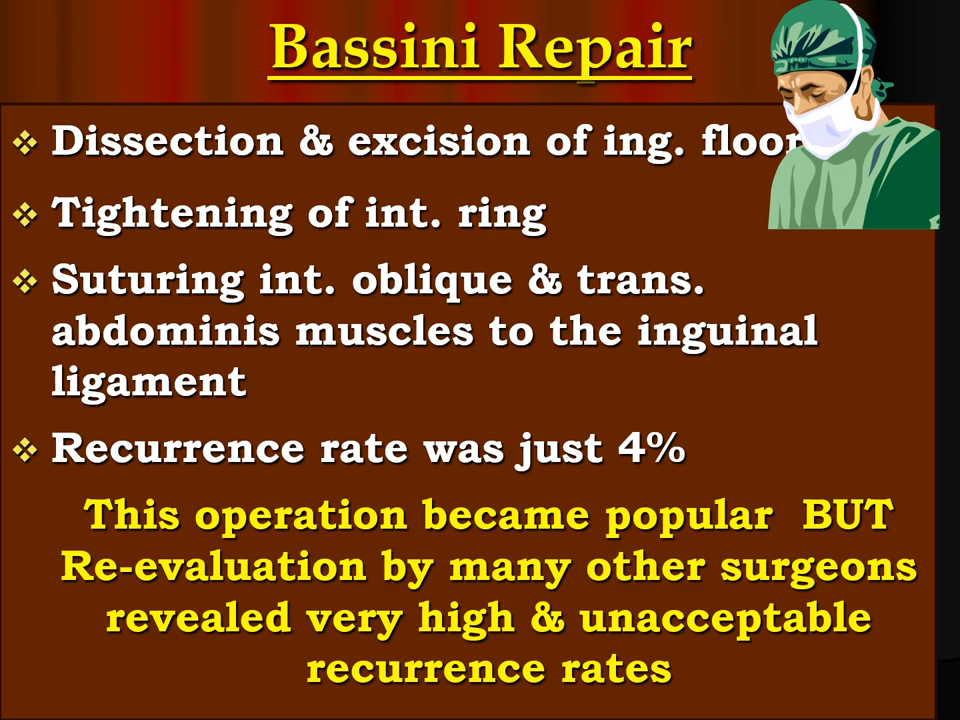 Bassini Repair
❖ Dissection & excision of ing. floor
❖ Tightening of int. ring
❖ Suturing int. oblique & trans.
abdominis muscles to the inguinal
ligament
❖ Recurrence rate was just 4%
This operation became popular BUT
Re-evaluation by many other surgeons
revealed very high & unacceptable
recurrence rates